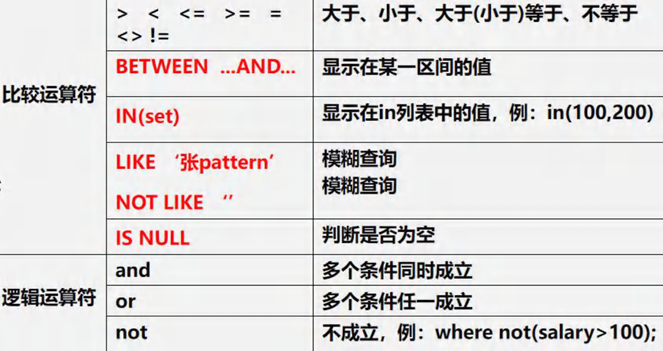 > < <= >= =
<> !=
大于、小于、大于(小于)等于、不等于
比较运算符
BETWEEN ...AND...
显示在某一区间的值
IN(set)
显示在in列表中的值，例：in(100,200)
LIKE ‘张pattern’
模糊查询
NOT LIKE ‘’
模糊查询
IS NULL
判断是否为空
逻辑运算符
and
多个条件同时成立
or
多个条件任一成立
not
不成立，例：where not(salary>100);